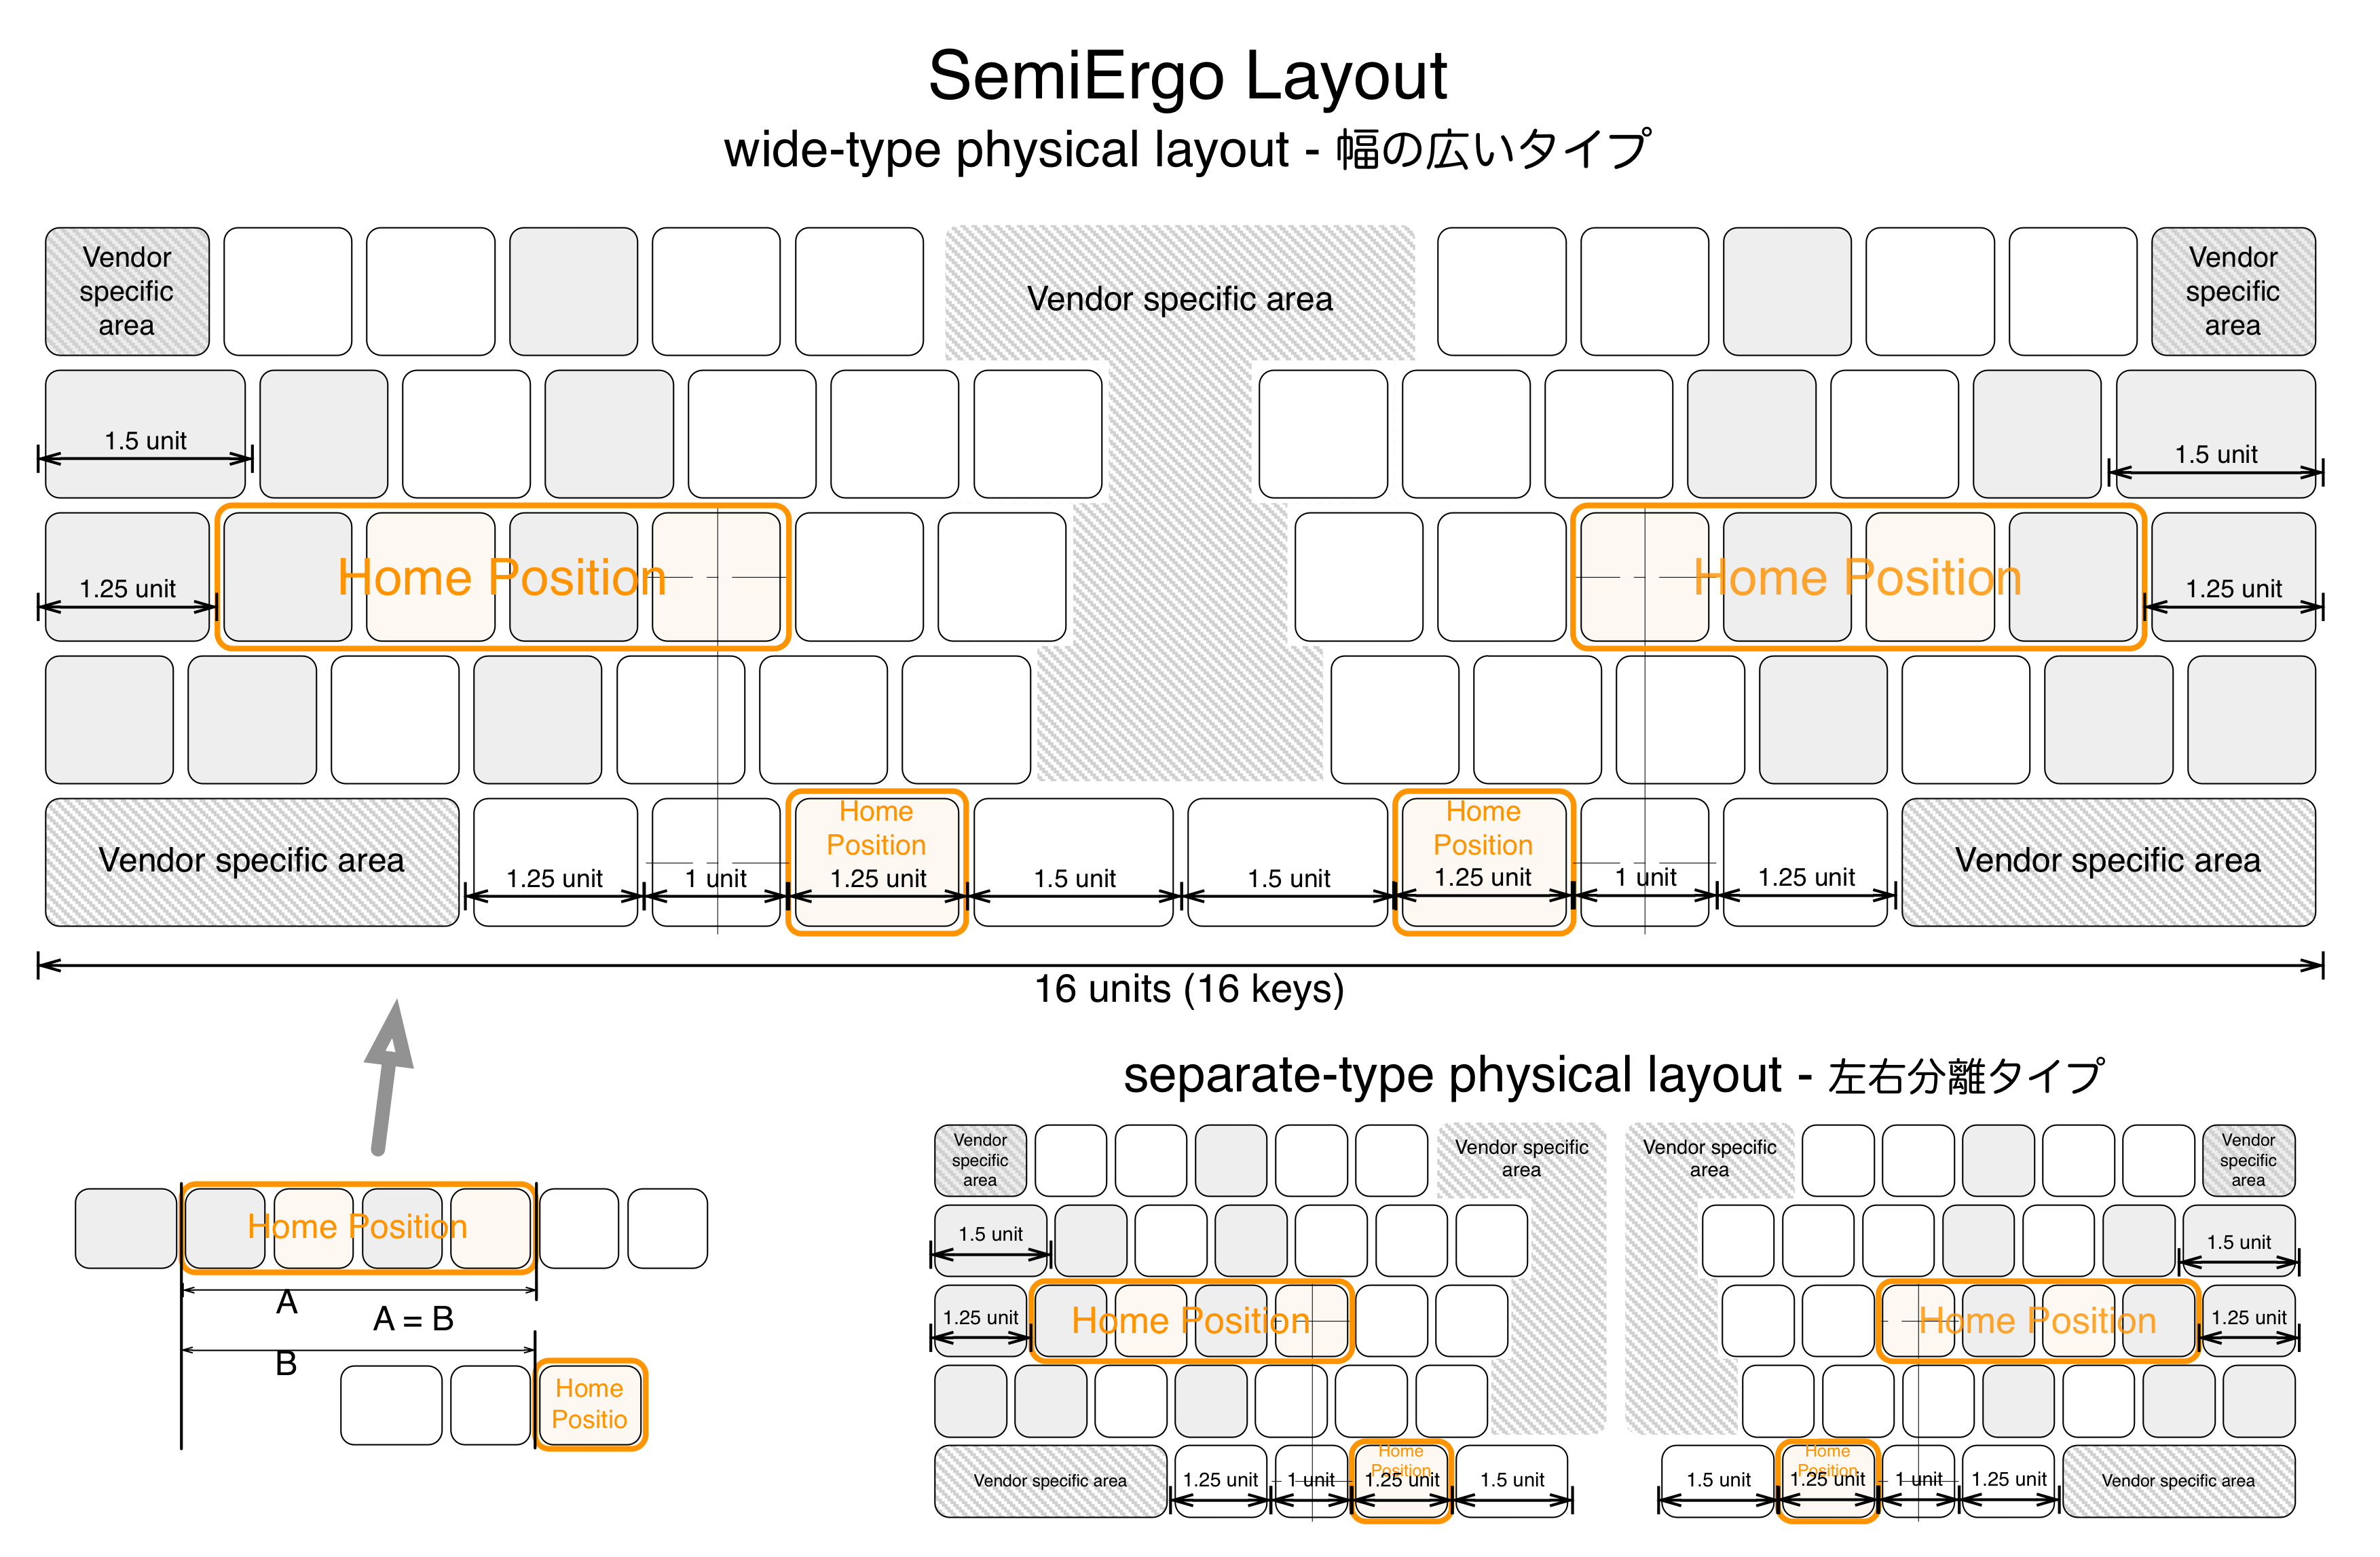 SemiErgo Layout
wide-type physical layout - 幅の広いタイプ
Vendor
specific
area
Vendor specific area
Vendor
specific
area
1.5 unit
1.5 unit
1.25 unit
Home Position
Home Position
1.25 unit
Vendor specific area
1.25 unit
1 unit
Home
Position
1.25 unit
1.5 unit
1.5 unit
Home
Position
1.25 unit
1 unit
1.25 unit
Vendor specific area
16 units (16 keys)
Home Position
A
A = B
B
Home
Positio
separate-type physical layout - 左右分離タイプ
Vendor
specific
area
Vendor specific
area
Vendor specific
area
Vendor
specific
area
1.5 unit
1.5 unit
1.25 unit
Home Position
Home Position
1.25 unit
Vendor specific area
1.25 unit
1 unit
Home
Position
1.25 unit
1.5 unit
1.5 unit
Home
Position
1.25 unit
1 unit
1.25 unit
Vendor specific area